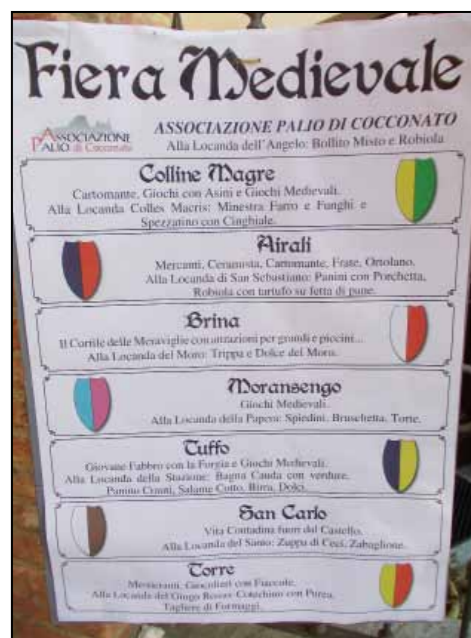 Fiera Medievale
ASSOCIAZIONE
PALIO di Cocconato
ASSOCIAZIONE PALIO DI COCCONATO
Alla Locanda dell'Angelo: Bollito Misto e Robiola
Colline Magre
Cartomante, Giochi con Asini e Giochi Medievali.
Alla Locanda Colles Macris: Minestra Farro e Funghi e
Spezzatino con Cinghiale.
Airali
Mercanti, Ceramista, Cartomante, Frate, Ortolano.
Alla Locanda di San Sebastiano: Panini con Porchetta,
Robiola con tartufo su fetta di pane.
Brina
Il Cortile delle Meraviglie con attrazioni per grandi e piccini...
Alla Locanda del Moro: Trippa e Dolce del Moro.
Moransengo
Giochi Medievali.
Alla Locanda della Papera: Spiedini, Bruschetta, Torte.
Tuffo
Giovane Fabbro con la Forgia e Giochi Medievali.
Alla Locanda della Stazione: Bagna Cauda con verdure,
Panino Salame Cotto, Birra, Dolci.
San Carlo
Vita Contadina fuori dal Castello.
Alla Locanda del Santo: Zuppa di Ceci, Zabaglione.
Torre
Giocolieri con Fiaccole.
Alla Locanda del Cotechino con Purea,
Tagliere di Formaggi.